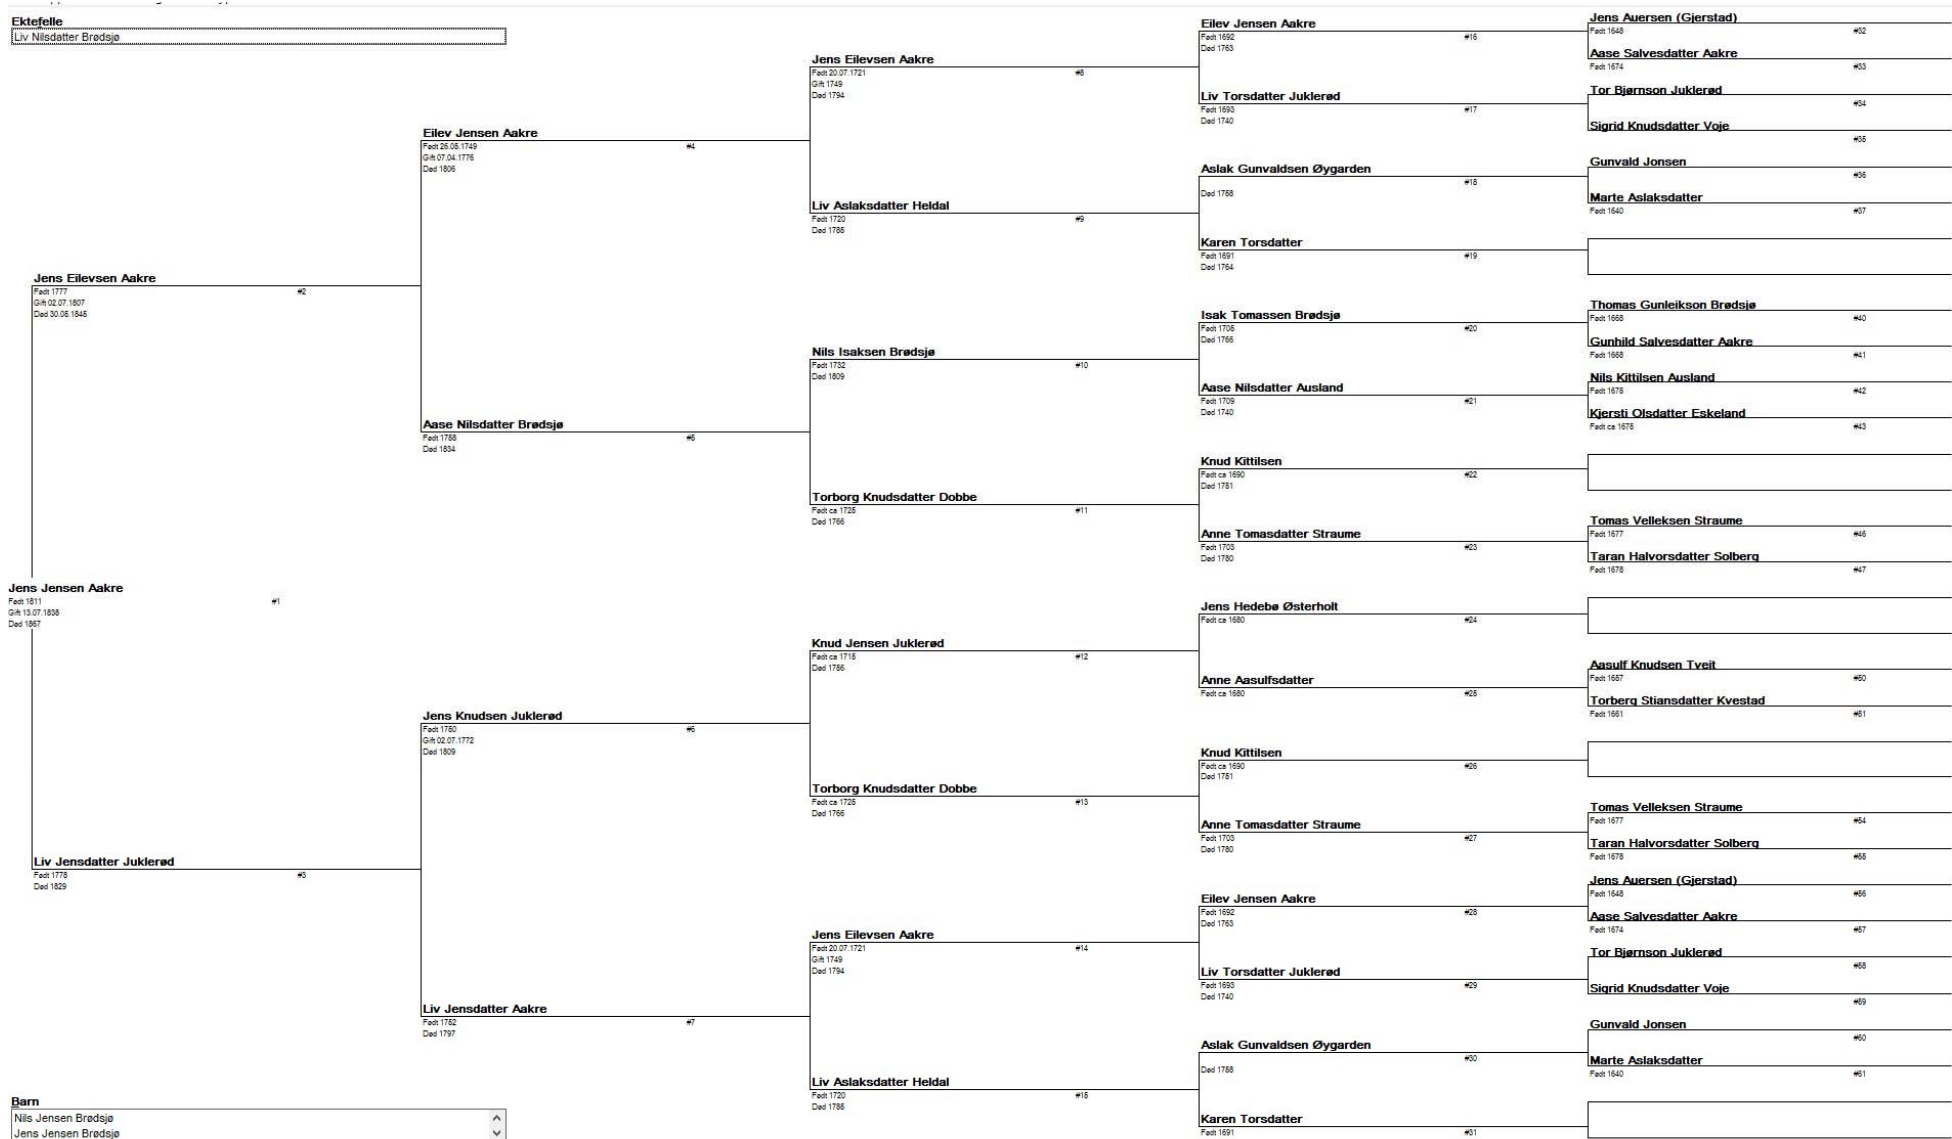 Ektefelle
Liv Nilsdatter Brødsjø
Jens Jensen Aakre
Født 1811 #1
Gift 13.07.1838
Død 1867
Jens Eilevsen Aakre
Født 1777 #2
Gift 02.07.1807
Død 30.05.1845
Liv Jensdatter Juklerød
Født 1778 #3
Død 1829
Eilev Jensen Aakre
Født 26.05.1749 #4
Gift 07.04.1776
Død 1806
Aase Nilsdatter Brødsjø
Født 1758 #5
Død 1834
Jens Knudsen Juklerød
Født 1750 #6
Gift 02.07.1772
Død 1809
Liv Jensdatter Aakre
Født 1752 #7
Død 1797
Jens Eilevsen Aakre
Født 20.07.1721 #8
Gift 1749
Død 1794
Liv Aslaksdatter Heldal
Født 1720 #9
Død 1785
Nils Isaksen Brødsjø
Født 1732 #10
Død 1809
Torborg Knudsdatter Dobbe
Født ca 1725 #11
Død 1766
Knud Jensen Juklerød
Født ca 1715 #12
Død 1756
Torborg Knudsdatter Dobbe
Født ca 1725 #13
Død 1766
Jens Eilevsen Aakre
Født 20.07.1721 #14
Gift 1749
Død 1794
Liv Aslaksdatter Heldal
Født 1720 #15
Død 1785
Eilev Jensen Aakre
Født 1692 #16
Død 1763
Liv Torsdatter Juklerød
Født 1693 #17
Død 1740
Aslak Gunvaldsen Øygarden
#18
Død 1758
Karen Torsdatter
Født 1691 #19
Død 1764
Isak Tomassen Brødsjø
Født 1705 #20
Død 1766
Aase Nilsdatter Ausland
Født 1709 #21
Død 1740
Knud Kittilsen
Født ca 1690 #22
Død 1751
Anne Tomasdatter Straume
Født 1703 #23
Død 1780
Jens Hedebø Østerholt
Født ca 1680 #24
Anne Aasulfsdatter
Født ca 1680 #25
Knud Kittilsen
Født ca 1690 #26
Død 1751
Anne Tomasdatter Straume
Født 1703 #27
Død 1780
Eilev Jensen Aakre
Født 1692 #28
Død 1763
Liv Torsdatter Juklerød
Født 1693 #29
Død 1740
Aslak Gunvaldsen Øygarden
#30
Død 1758
Karen Torsdatter
Født 1691 #31
Jens Auersen (Gjerstad)
Født 1648 #32
Aase Salvesdatter Aakre
Født 1674 #33
Tor Bjørnson Juklerød
#34
Sigrid Knudsdatter Voje
#35
Gunvald Jonsen
#36
Marte Aslaksdatter
Født 1640 #37
Thomas Gunleikson Brødsjø
Født 1668 #40
Gunhild Salvesdatter Aakre
Født 1668 #41
Nils Kittilsen Ausland
Født 1675 #42
Kjersti Olsdatter Eskeland
Født ca 1675 #43
Tomas Velleksen Straume
Født 1677 #46
Taran Halvorsdatter Solberg
Født 1678 #47
Aasulf Knudsen Tveit
Født 1657 #50
Torberg Stiansdatter Kvestad
Født 1661 #51
Tomas Velleksen Straume
Født 1677 #54
Taran Halvorsdatter Solberg
Født 1678 #55
Jens Auersen (Gjerstad)
Født 1648 #56
Aase Salvesdatter Aakre
Født 1674 #57
Tor Bjørnson Juklerød
#58
Sigrid Knudsdatter Voje
#59
Gunvald Jonsen
#60
Marte Aslaksdatter
Født 1640 #61
Barn
Nils Jensen Brødsjø
Jens Jensen Brødsjø